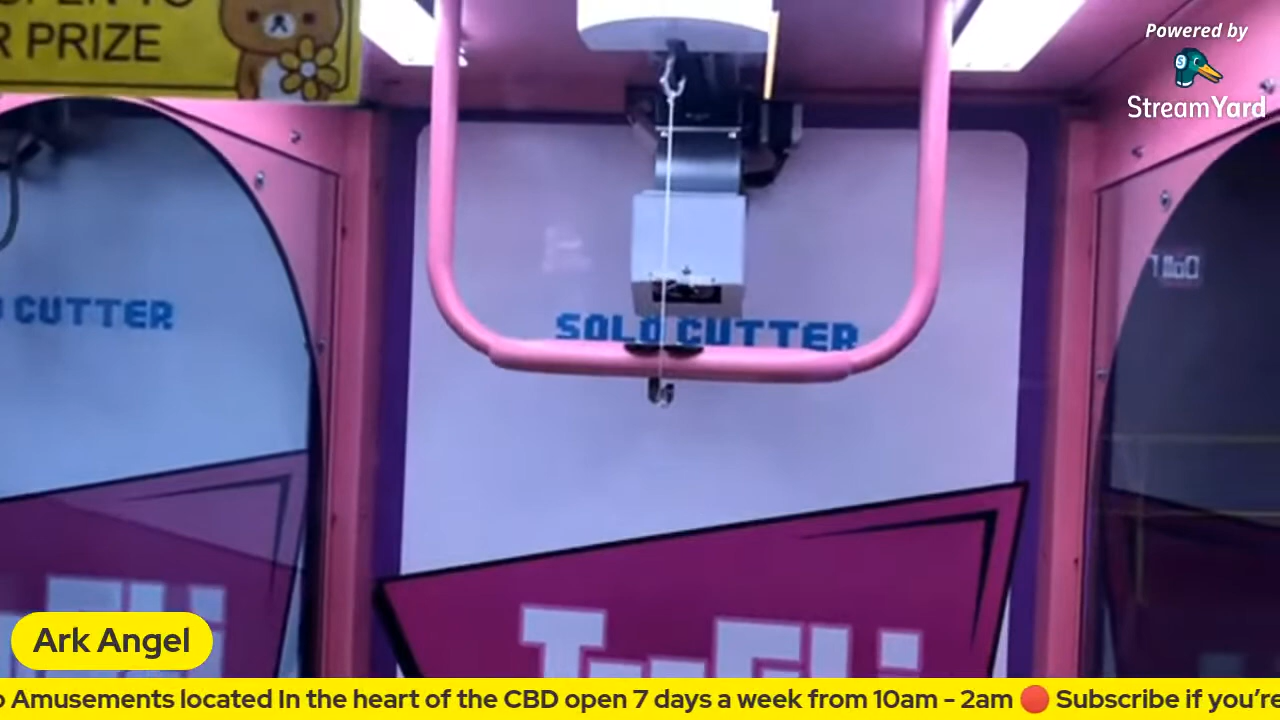 R PRIZE
Powered by
StreamYard
CUTTER
SOLO CUTTER
Ark Angel
Amusements located In the heart of the CBD open 7 days a week from 10am - 2am 🔴 Subscribe if you’re